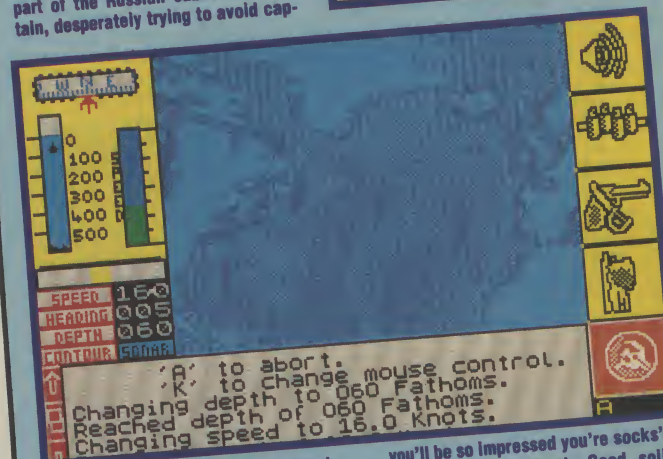 part of the Russian
tain, desperately trying to avoid cap-
W N E
0
100
200
300
400
500
SPEED
SPEED 160
HEADING 005
DEPTH 060
CONTOUR SONAR
'A' to abort.
'K' to change mouse control.
Changing depth to 060 Fathoms.
Reached depth of 060 Fathoms.
Changing speed to 16.0 Knots.
A
you'll be so impressed you're socks'